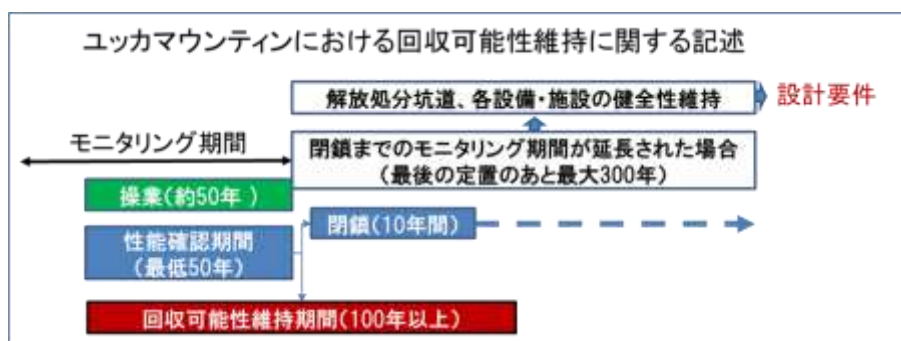 ユッカマウンティンにおける回収可能性維持に関する記述
解放処分坑道、各設備・施設の健全性維持
設計要件
モニタリング期間
閉鎖までのモニタリング期間が延長された場合
(最後の定置のあと最大300年)
操業(約50年 )
閉鎖(10年間)
性能確認期間
(最低50年)
回収可能性維持期間(100年以上)